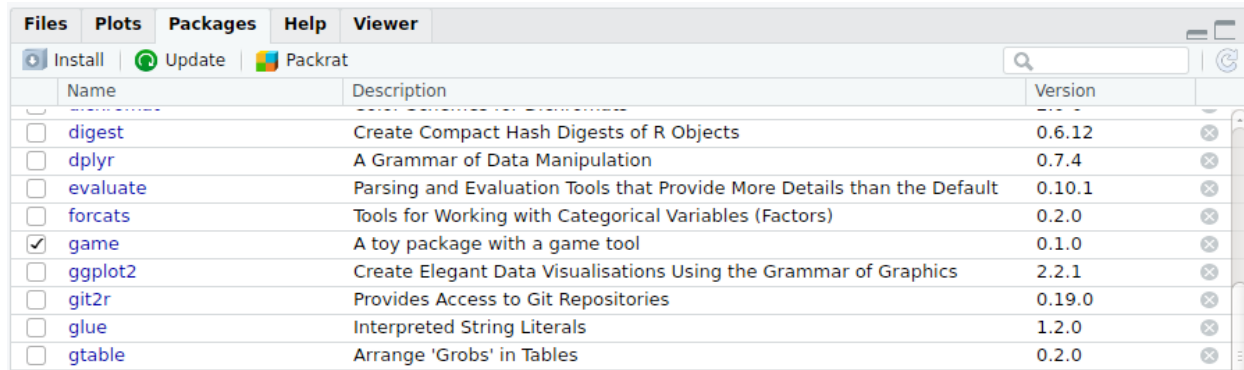 Files Plots Packages Help Viewer
Install Update Packrat
Name Description Version
digest Create Compact Hash Digests of R Objects 0.6.12
dplyr A Grammar of Data Manipulation 0.7.4
evaluate Parsing and Evaluation Tools that Provide More Details than the Default 0.10.1
forcats Tools for Working with Categorical Variables (Factors) 0.2.0
game A toy package with a game tool 0.1.0
ggplot2 Create Elegant Data Visualisations Using the Grammar of Graphics 2.2.1
git2r Provides Access to Git Repositories 0.19.0
glue Interpreted String Literals 1.2.0
gtable Arrange 'Grobs' in Tables 0.2.0